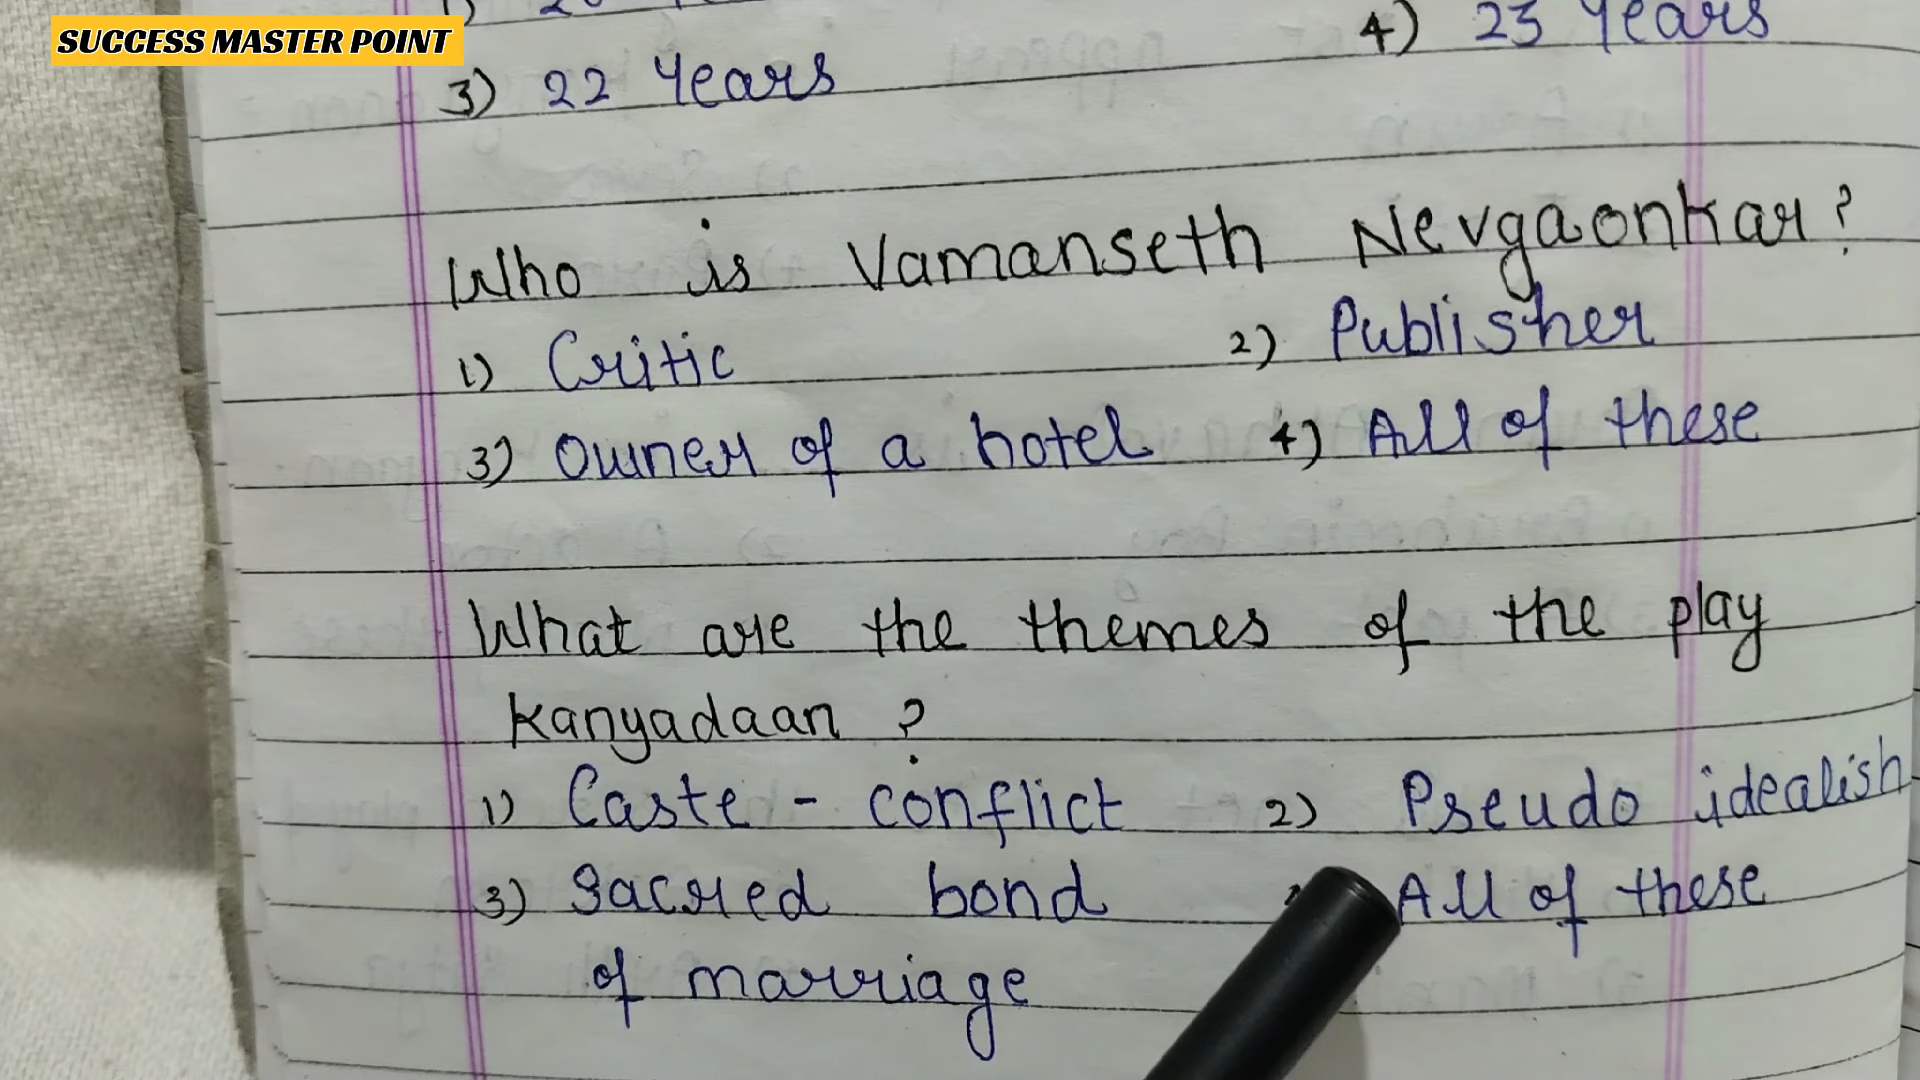 SUCCESS MASTER POINT
4) 23 Years
3) 22 Years
Who is Vamanseth Nevgaonkar?
1) Critic 2) Publisher
3) Owner of a hotel 4) All of these
What are the themes of the play
Kanyadaan ?
1) Caste - conflict 2) Pseudo idealish
3) Sacred bond All of these
of marriage